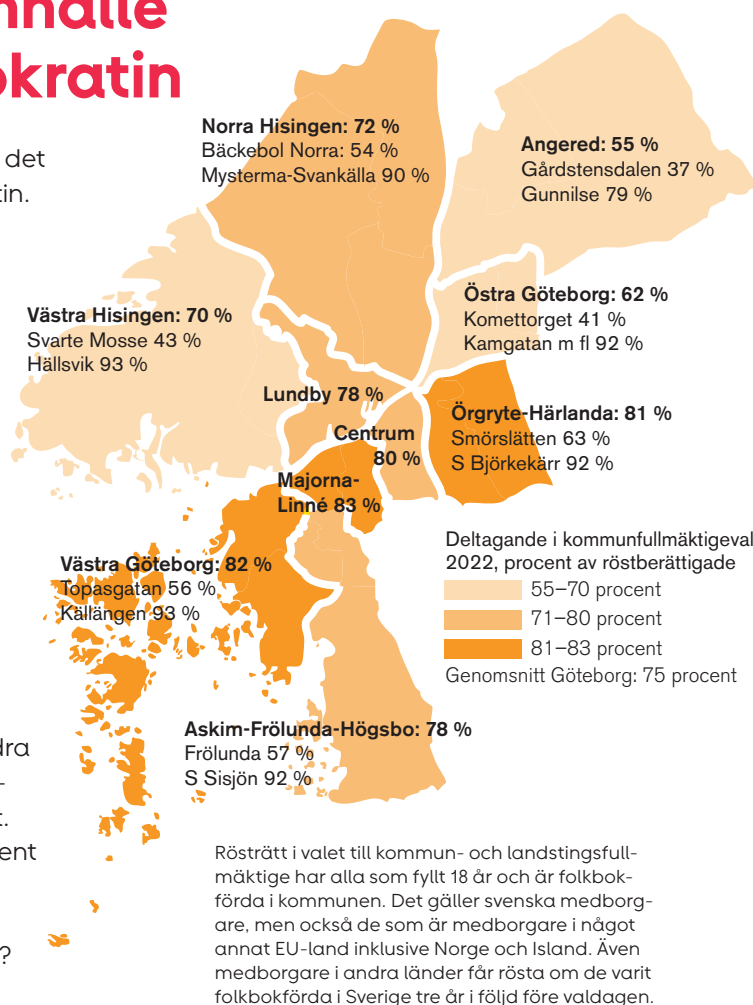 kratin
det
tin.
Norra Hisingen: 72 %
Bäckebol Norra: 54 %
Mysterma-Svankälla 90 %
Angered: 55 %
Gårdstensdalen 37 %
Gunnilse 79 %
Västra Hisingen: 70 %
Svarte Mosse 43 %
Hällsvik 93 %
Östra Göteborg: 62 %
Komettorget 41 %
Kamgatan m fl 92 %
Lundby 78 %
Centrum
80 %
Örgryte-Härlanda: 81 %
Smörslätten 63 %
S Björkekärr 92 %
Majorna-
Linné 83 %
Västra Göteborg: 82 %
Topasgatan 56 %
Källängen 93 %
Deltagande i kommunfullmäktigeval
2022, procent av röstberättigade
55–70 procent
71–80 procent
81–83 procent
Genomsnitt Göteborg: 75 procent
Askim-Frölunda-Högsbo: 78 %
Frölunda 57 %
S Sisjön 92 %
dra
-
t.
ent
?
Rösträtt i valet till kommun- och landstingsfull-
mäktige har alla som fyllt 18 år och är folkbok-
förda i kommunen. Det gäller svenska medborg-
are, men också de som är medborgare i något
annat EU-land inklusive Norge och Island. Även
medborgare i andra länder får rösta om de varit
folkbokförda i Sverige tre år i följd före valdagen.